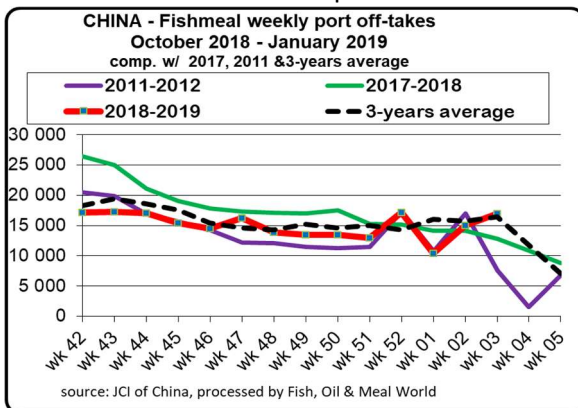 CHINA - Fishmeal weekly port off-takes
October 2018 - January 2019
comp. w/ 2017, 2011 &3-years average
2011-2012
2017-2018
2018-2019
3-years average
30 000
25 000
20 000
15 000
10 000
5 000
0
wk 42
wk 43
wk 44
wk 45
wk 46
wk 47
wk 48
wk 49
wk 50
wk 51
wk 52
wk 01
wk 02
wk 03
wk 04
wk 05
source: JCI of China, processed by Fish, Oil & Meal World